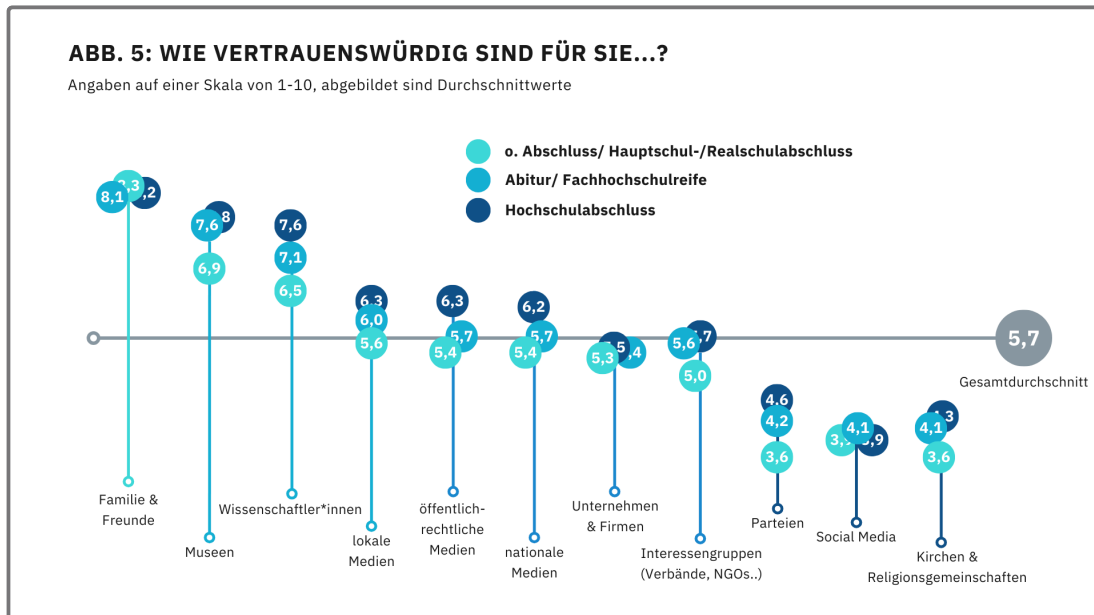 ABB. 5: WIE VERTRAUENSWÜRDIG SIND FÜR SIE...?
Angaben auf einer Skala von 1-10, abgebildet sind Durchschnittwerte
o. Abschluss/ Hauptschul-/Realschulabschluss
Abitur/ Fachhochschulreife
Hochschulabschluss
8,1
7,6
6,9
7,6
7,1
6,5
6,3
6,0
5,6
6,3
5,7
5,4
6,2
5,7
5,4
5,3
5,6
5,0
4,6
4,2
3,6
4,1
4,1
3,6
5,7
Gesamtdurchschnitt
Familie &
Freunde
Museen
Wissenschaftler*innen
lokale
Medien
öffentlich-
rechtliche
Medien
nationale
Medien
Unternehmen
& Firmen
Interessengruppen
(Verbände, NGOs..)
Parteien
Social Media
Kirchen &
Religionsgemeinschaften